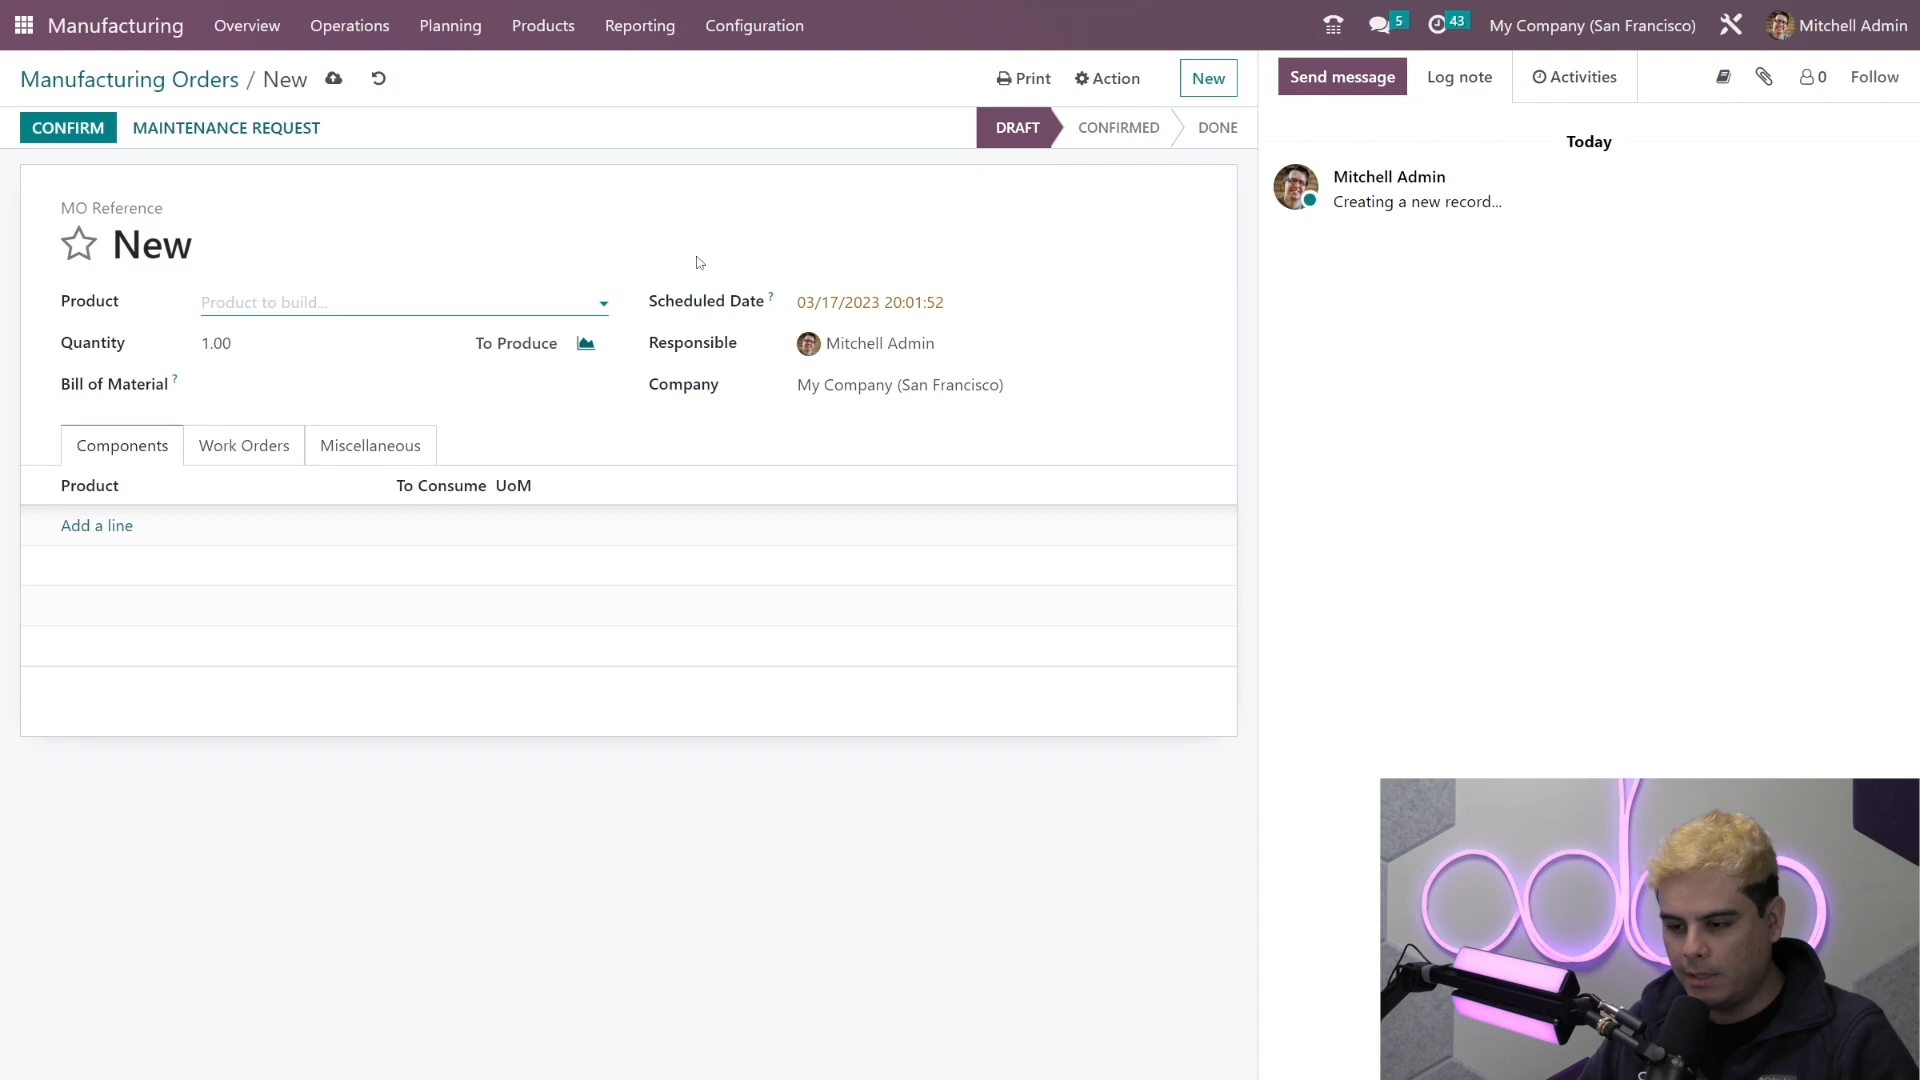 Manufacturing Overview Operations Planning Products Reporting Configuration 5 43 My Company (San Francisco) Mitchell Admin
Manufacturing Orders / New Print Action New
Send message Log note Activities 0 Follow
CONFIRM MAINTENANCE REQUEST DRAFT CONFIRMED DONE
Today
Mitchell Admin
Creating a new record...
MO Reference
New
Product Product to build... Scheduled Date ? 03/17/2023 20:01:52
Quantity 1.00 To Produce Responsible Mitchell Admin
Bill of Material ? Company My Company (San Francisco)
Components Work Orders Miscellaneous
Product To Consume UoM
Add a line
odoo